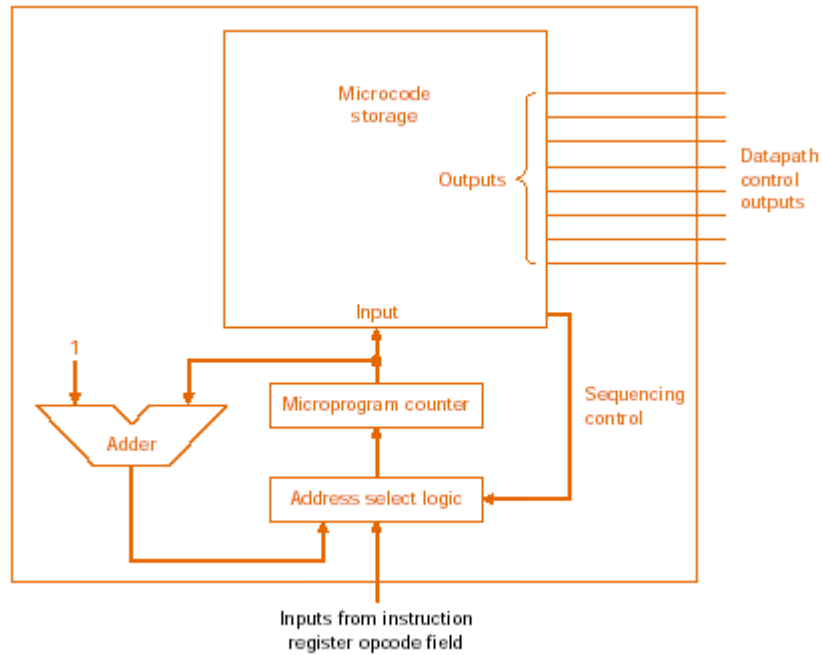 Microcode
storage
Outputs
Datapath
control
outputs
Input
1
Microprogram counter
Sequencing
control
Adder
Address select logic
Inputs from instruction
register opcode field